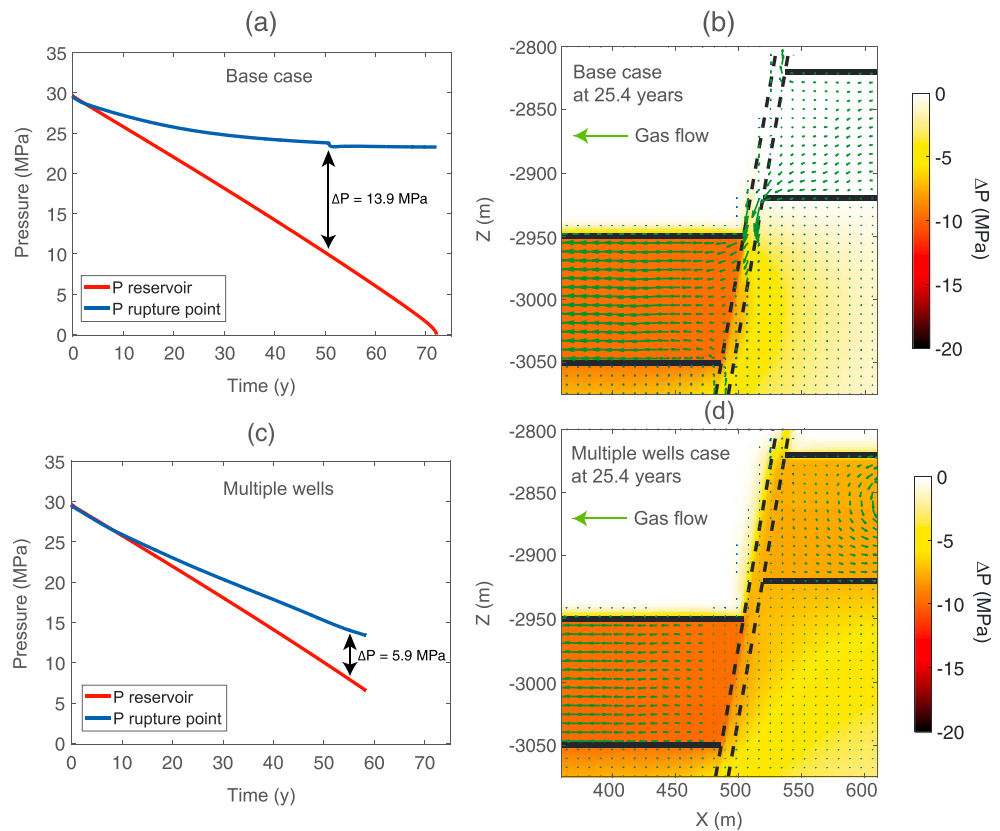 (a)
Base case
35
30
25
20
15
10
5
0
Pressure (MPa)
ΔP = 13.9 MPa
P reservoir
P rupture point
0 10 20 30 40 50 60 70
Time (y)
(b)
Base case
at 25.4 years
Gas flow
-2800
-2850
-2900
-2950
-3000
-3050
Z (m)
0
-5
-10
-15
-20
ΔP (MPa)
(c)
Multiple wells
35
30
25
20
15
10
5
0
Pressure (MPa)
ΔP = 5.9 MPa
P reservoir
P rupture point
0 10 20 30 40 50 60 70
Time (y)
(d)
Multiple wells case
at 25.4 years
Gas flow
-2800
-2850
-2900
-2950
-3000
-3050
Z (m)
400 450 500 550 600
X (m)
0
-5
-10
-15
-20
ΔP (MPa)